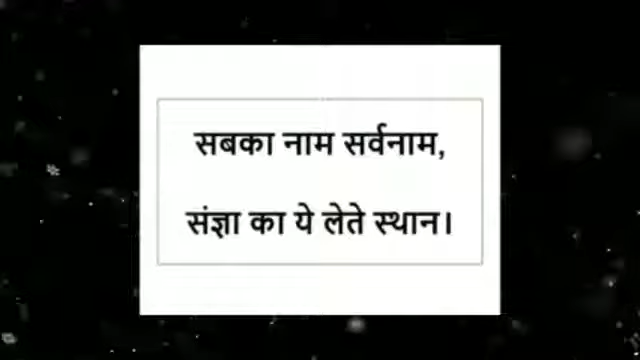 सबका नाम सर्वनाम,
संज्ञा का ये लेते स्थान।